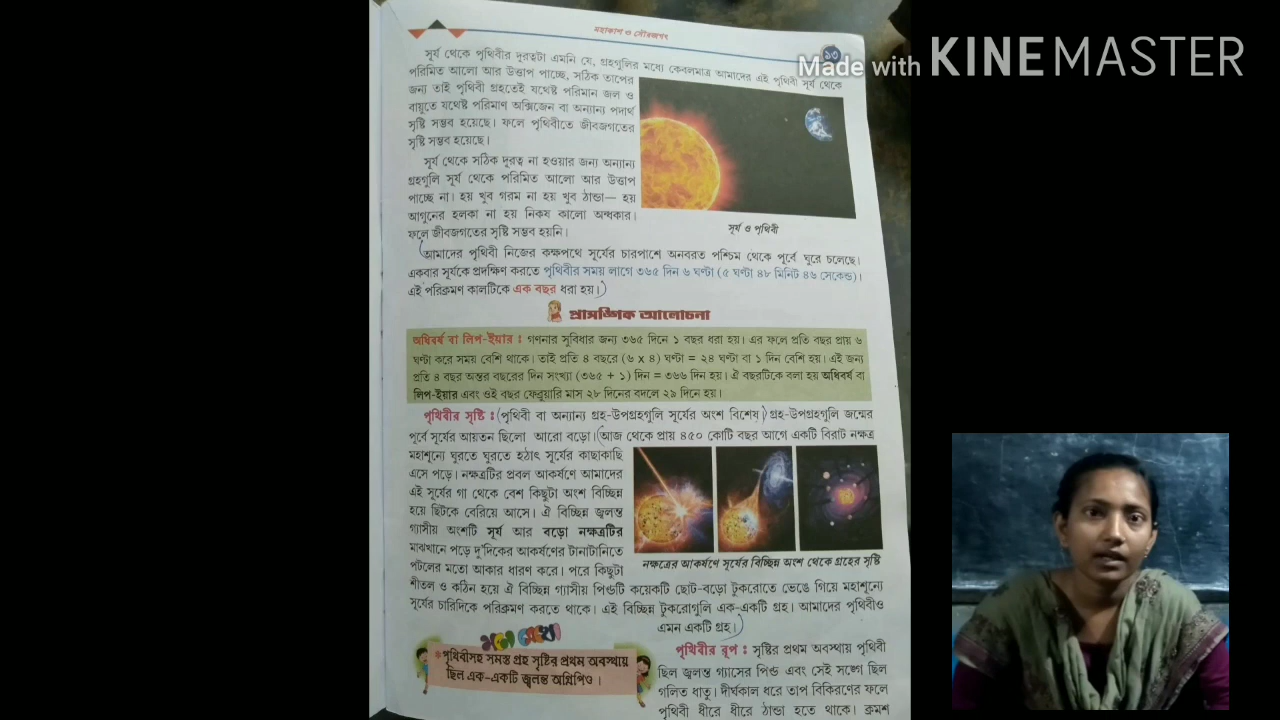 মহাকাশ ও সৌরজগৎ
১৩
Made with KINEMASTER
সূর্য থেকে পৃথিবীর দূরত্বটা এমনি যে, গ্রহগুলির মধ্যে কেবলমাত্র আমাদের এই পৃথিবী সূর্য থেকে
পরিমিত আলো আর উত্তাপ পাচ্ছে, সঠিক তাপের
জন্য তাই পৃথিবী গ্রহতেই যথেষ্ট পরিমান জল ও
বায়ুতে যথেষ্ট পরিমাণ অক্সিজেন বা অন্যান্য পদার্থ
সৃষ্টি সম্ভব হয়েছে। ফলে পৃথিবীতে জীবজগতের
সৃষ্টি সম্ভব হয়েছে।
সূর্য থেকে সঠিক দূরত্ব না হওয়ার জন্য অন্যান্য
গ্রহগুলি সূর্য থেকে পরিমিত আলো আর উত্তাপ
পাচ্ছে না। হয় খুব গরম না হয় খুব ঠান্ডা— হয়
আগুনের হলকা না হয় নিকষ কালো অন্ধকার।
ফলে জীবজগতের সৃষ্টি সম্ভব হয়নি।
সূর্য ও পৃথিবী
(আমাদের পৃথিবী নিজের কক্ষপথে সূর্যের চারপাশে অনবরত পশ্চিম থেকে পূর্বে ঘুরে চলেছে।
একবার সূর্যকে প্রদক্ষিণ করতে পৃথিবীর সময় লাগে ৩৬৫ দিন ৬ ঘণ্টা (৫ ঘণ্টা ৪৮ মিনিট ৪৬ সেকেন্ড)।
এই পরিক্রমণ কালটিকে এক বছর ধরা হয়।)
প্রাসঙ্গিক আলোচনা
অধিবর্ষ বা লিপ-ইয়ার : গণনার সুবিধার জন্য ৩৬৫ দিনে ১ বছর ধরা হয়। এর ফলে প্রতি বছর প্রায় ৬
ঘণ্টা করে সময় বেশি থাকে। তাই প্রতি ৪ বছরে (৬ x ৪) ঘণ্টা = ২৪ ঘণ্টা বা ১ দিন বেশি হয়। এই জন্য
প্রতি ৪ বছর অন্তর বছরের দিন সংখ্যা (৩৬৫ + ১) দিন = ৩৬৬ দিন হয়। ঐ বছরটিকে বলা হয় অধিবর্ষ বা
লিপ-ইয়ার এবং ওই বছর ফেব্রুয়ারি মাস ২৮ দিনের বদলে ২৯ দিনে হয়।
পৃথিবীর সৃষ্টি : (পৃথিবী বা অন্যান্য গ্রহ-উপগ্রহগুলি সূর্যের অংশ বিশেষ।) গ্রহ-উপগ্রহগুলি জন্মের
পূর্বে সূর্যের আয়তন ছিলো আরো বড়ো। (আজ থেকে প্রায় ৪৫০ কোটি বছর আগে একটি বিরাট নক্ষত্র
মহাশূন্যে ঘুরতে ঘুরতে হঠাৎ সূর্যের কাছাকাছি
এসে পড়ে। নক্ষত্রটির প্রবল আকর্ষণে আমাদের
এই সূর্যের গা থেকে বেশ কিছুটা অংশ বিচ্ছিন্ন
হয়ে ছিটকে বেরিয়ে আসে। ঐ বিচ্ছিন্ন জ্বলন্ত
গ্যাসীয় অংশটি সূর্য আর বড়ো নক্ষত্রটির
মাঝখানে পড়ে দু'দিকের আকর্ষণের টানাটানিতে
পটলের মতো আকার ধারণ করে। পরে কিছুটা
নক্ষত্রের আকর্ষণে সূর্যের বিচ্ছিন্ন অংশ থেকে গ্রহের সৃষ্টি
শীতল ও কঠিন হয়ে ঐ বিচ্ছিন্ন গ্যাসীয় পিন্ডটি কয়েকটি ছোট-বড়ো টুকরোতে ভেঙে গিয়ে মহাশূন্যে
সূর্যের চারিদিকে পরিক্রমণ করতে থাকে। এই বিচ্ছিন্ন টুকরোগুলি এক-একটি গ্রহ। আমাদের পৃথিবীও
এমন একটি গ্রহ।)
মনে রেখো
পৃথিবীসহ সমস্ত গ্রহ সৃষ্টির প্রথম অবস্থায়
ছিল এক-একটি জ্বলন্ত অগ্নিপিণ্ড।
পৃথিবীর রূপ : সৃষ্টির প্রথম অবস্থায় পৃথিবী
ছিল জ্বলন্ত গ্যাসের পিন্ড এবং সেই সঙ্গে ছিল
গলিত ধাতু। দীর্ঘকাল ধরে তাপ বিকিরণের ফলে
পৃথিবী ধীরে ধীরে ঠান্ডা হতে থাকে। ক্রমশ